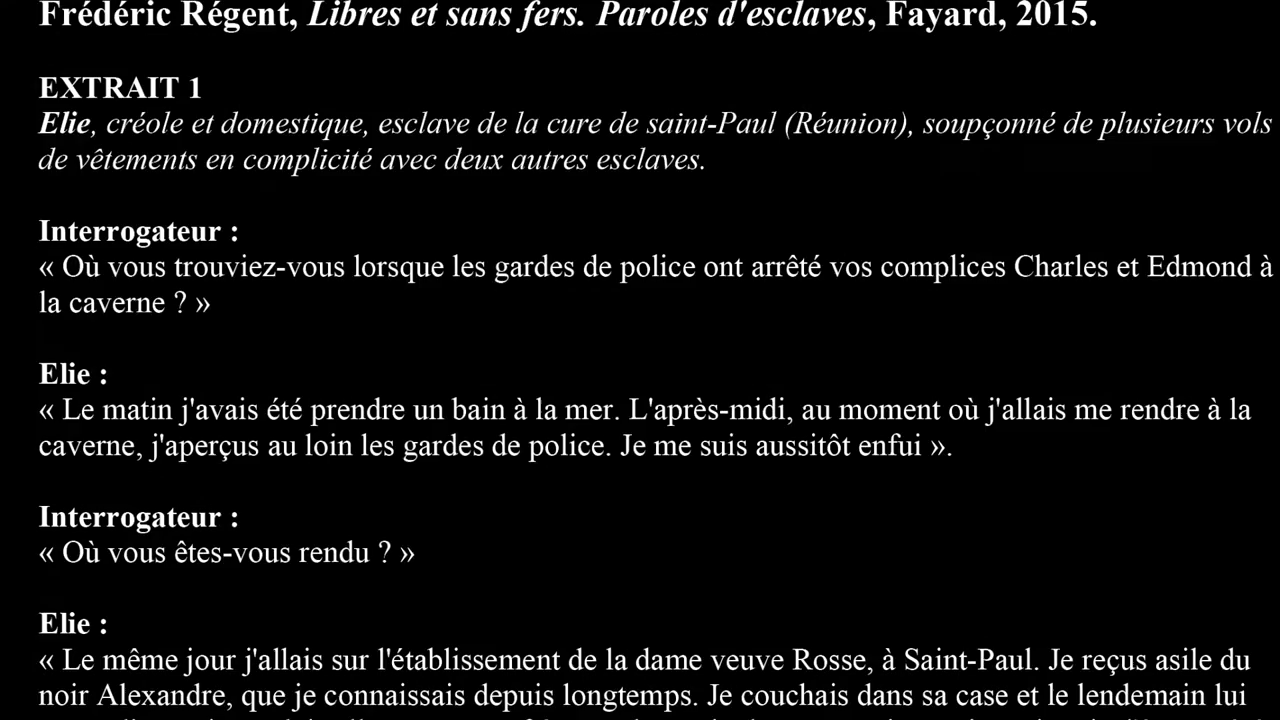 Frédéric Régent, Libres et sans fers. Paroles d'esclaves, Fayard, 2015.
EXTRAIT 1
Elie, créole et domestique, esclave de la cure de saint-Paul (Réunion), soupçonné de plusieurs vols
de vêtements en complicité avec deux autres esclaves.
Interrogateur :
« Où vous trouviez-vous lorsque les gardes de police ont arrêté vos complices Charles et Edmond à
la caverne ? »
Elie :
« Le matin j'avais été prendre un bain à la mer. L'après-midi, au moment où j'allais me rendre à la
caverne, j'aperçus au loin les gardes de police. Je me suis aussitôt enfui ».
Interrogateur :
« Où vous êtes-vous rendu ? »
Elie :
« Le même jour j'allais sur l'établissement de la dame veuve Rosse, à Saint-Paul. Je reçus asile du
noir Alexandre, que je connaissais depuis longtemps. Je couchais dans sa case et le lendemain lui